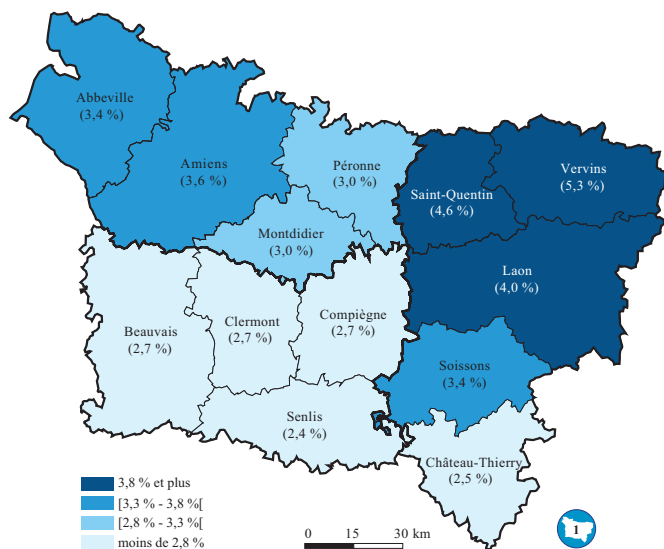 Abbeville
(3,4 %)
Amiens
(3,6 %)
Péronne
(3,0 %)
Saint-Quentin
(4,6 %)
Vervins
(5,3 %)
Montdidier
(3,0 %)
Laon
(4,0 %)
Beauvais
(2,7 %)
Clermont
(2,7 %)
Compiègne
(2,7 %)
Soissons
(3,4 %)
Senlis
(2,4 %)
Château-Thierry
(2,5 %)
3,8 % et plus
[3,3 % - 3,8 %[
[2,8 % - 3,3 %[
moins de 2,8 %
0 15 30 km
1